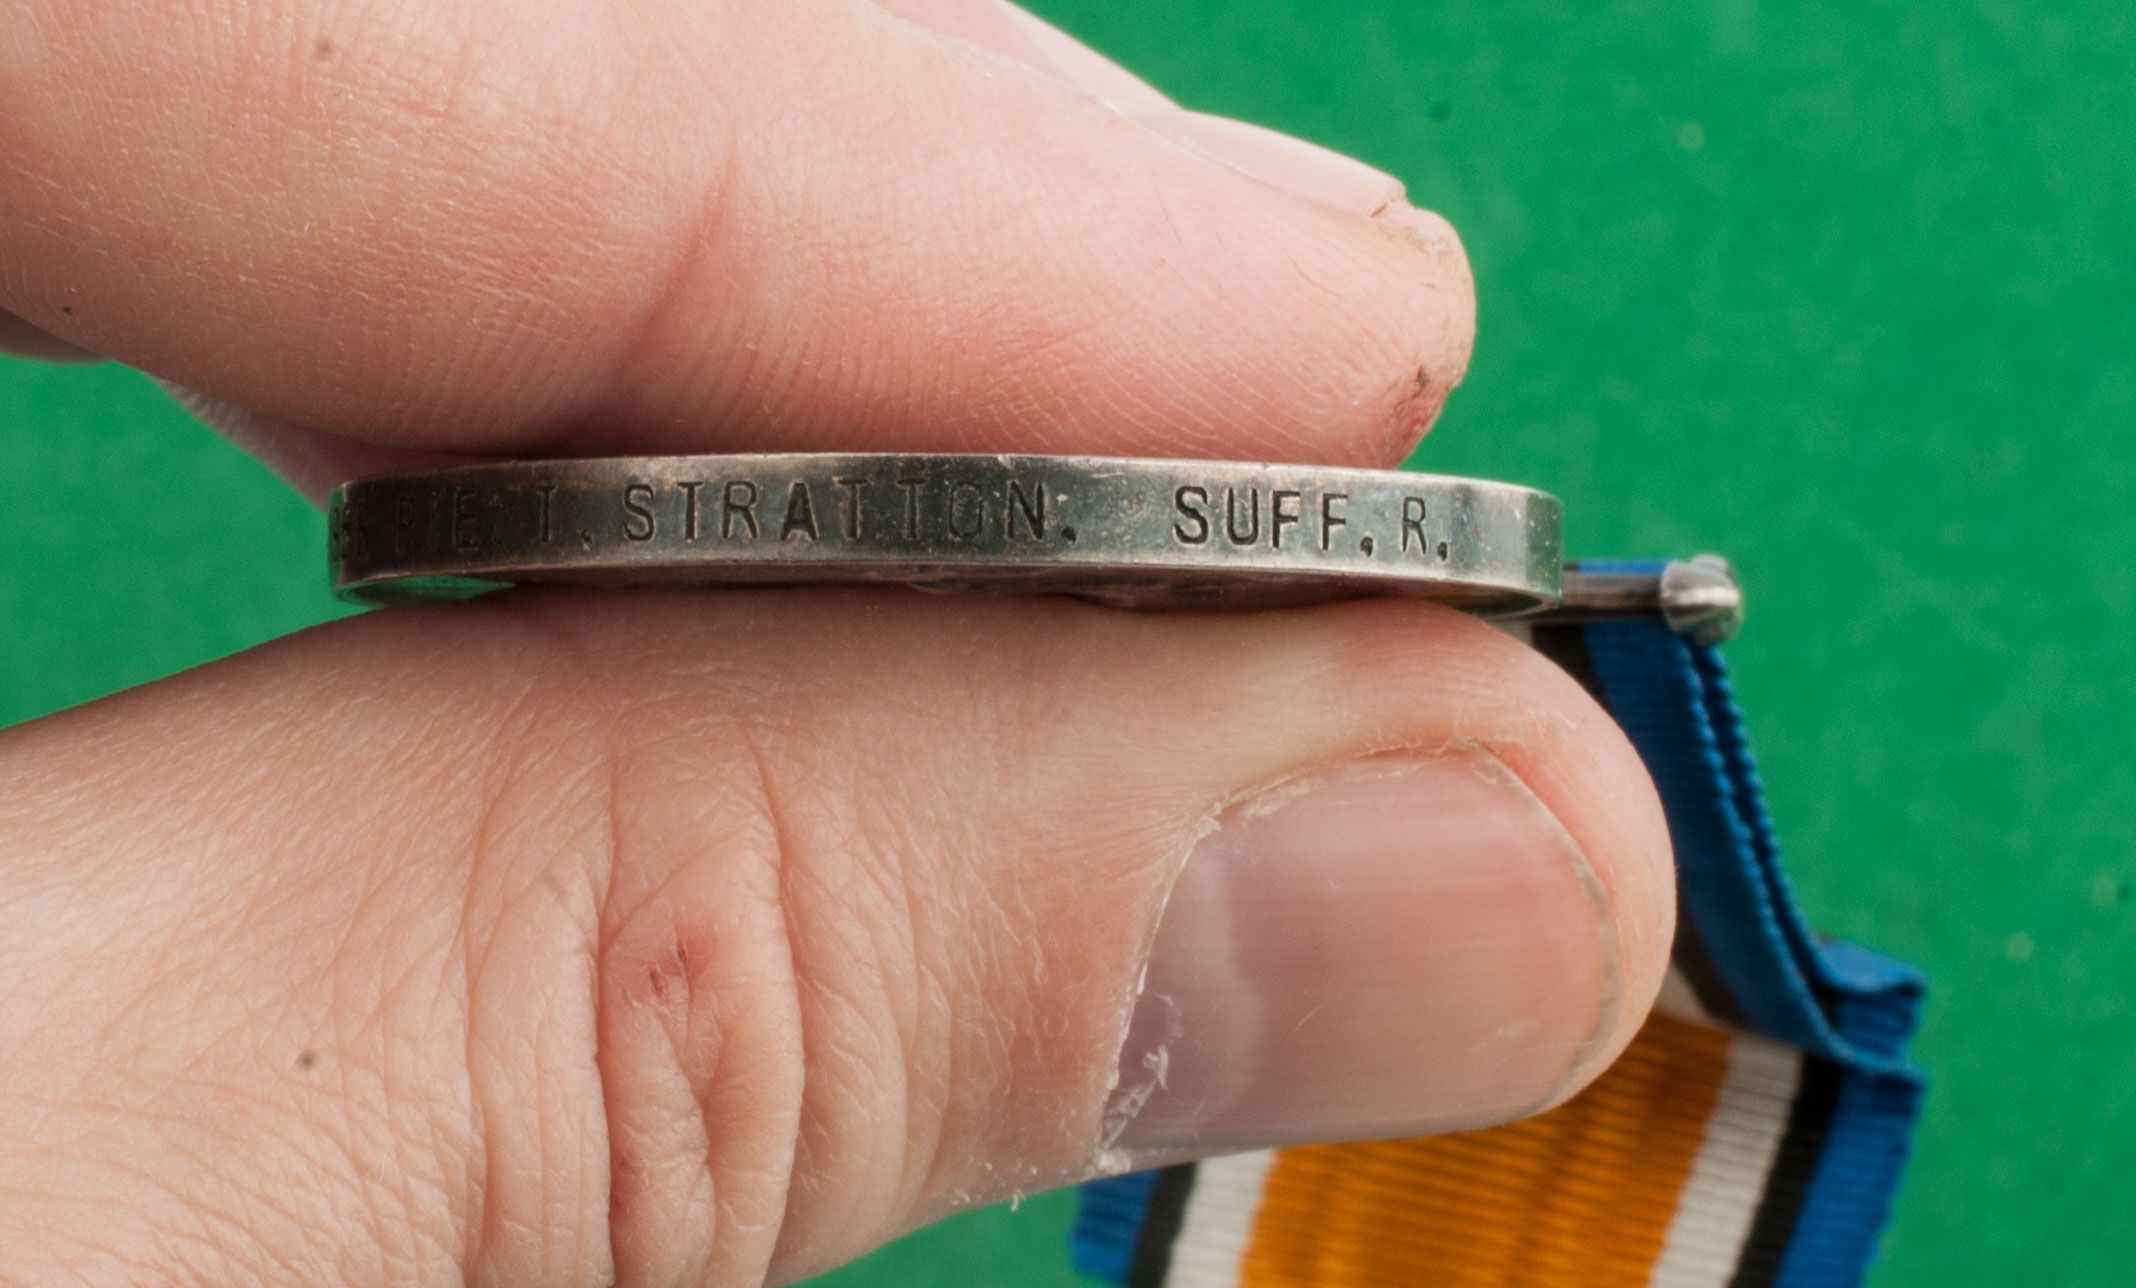 PTE. T. STRATTON. SUFF. R.